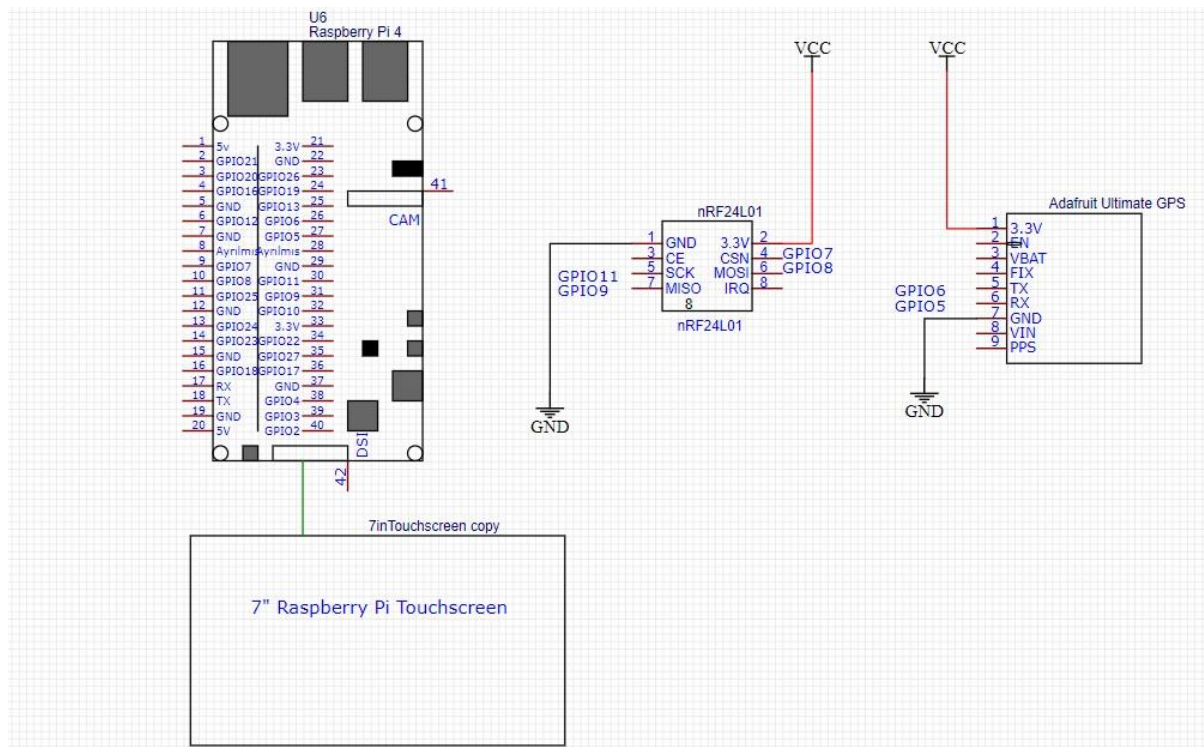 U6
Raspberry Pi 4
1 5v 3.3V 21
2 GPIO21 GND 22
3 GPIO20 GPIO26 23
4 GPIO16 GPIO19 24
5 GND GPIO13 25
6 GPIO12 GPIO6 26
7 GND GPIO5 27
8 Ayrılmış Ayrılmış 28
9 GPIO7 GND 29
10 GPIO8 GPIO11 30
11 GPIO25 GPIO9 31
12 GND GPIO10 32
13 GPIO24 3.3V 33
14 GPIO23 GPIO22 34
15 GND GPIO27 35
16 GPIO18 GPIO17 36
17 RX GND 37
18 TX GPIO4 38
19 GND GPIO3 39
20 5V GPIO2 40
41
CAM
DSI
42
7inTouchscreen copy
7" Raspberry Pi Touchscreen
VCC
nRF24L01
1 GND 3.3V 2
3 CE CSN 4 GPIO7
GPIO11 5 SCK MOSI 6 GPIO8
GPIO9 7 MISO IRQ 8
8
nRF24L01
GND
VCC
Adafruit Ultimate GPS
1 3.3V
2 EN
3 VBAT
4 FIX
GPIO6 5 TX
GPIO5 6 RX
7 GND
8 VIN
9 PPS
GND